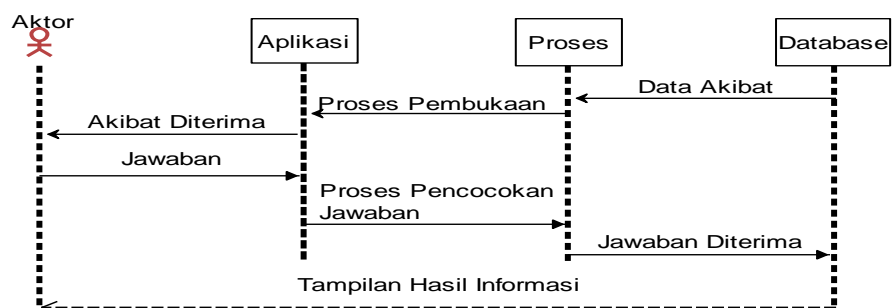 Aktor
Aplikasi
Proses
Database
Data Akibat
Proses Pembukaan
Akibat Diterima
Jawaban
Proses Pencocokan
Jawaban
Jawaban Diterima
Tampilan Hasil Informasi